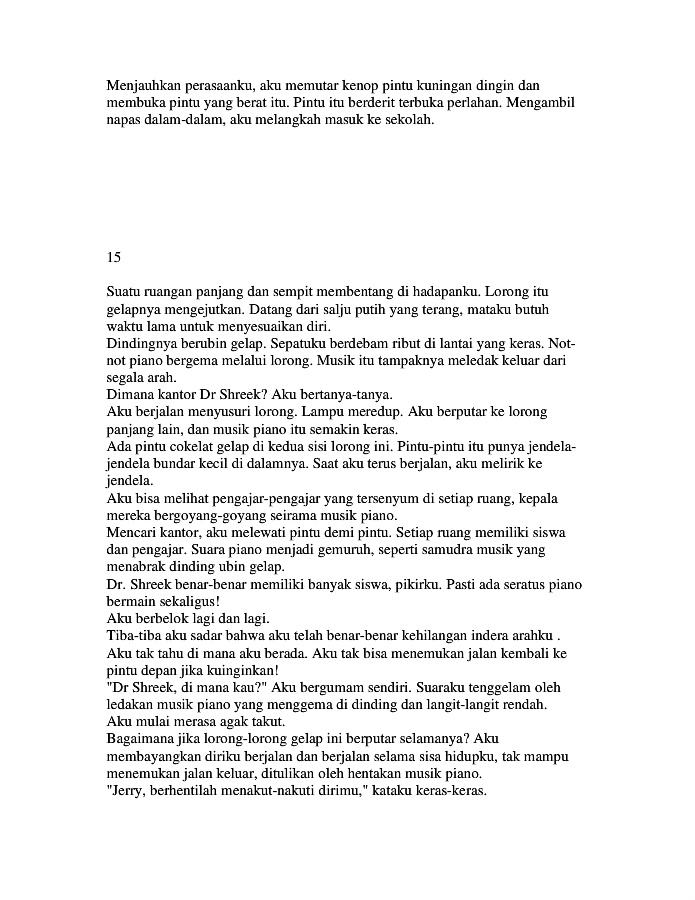 Menjauhkan perasaanku, aku memutar kenop pintu kuningan dingin dan
membuka pintu yang berat itu. Pintu itu berderit terbuka perlahan. Mengambil
napas dalam-dalam, aku melangkah masuk ke sekolah.
15
Suatu ruangan panjang dan sempit membentang di hadapanku. Lorong itu
gelapnya mengejutkan. Datang dari salju putih yang terang, mataku butuh
waktu lama untuk menyesuaikan diri.
Dindingnya berubin gelap. Sepatuku berdebam ribut di lantai yang keras. Not-
not piano bergema melalui lorong. Musik itu tampaknya meledak keluar dari
segala arah.
Dimana kantor Dr Shreek? Aku bertanya-tanya.
Aku berjalan menyusuri lorong. Lampu meredup. Aku berputar ke lorong
panjang lain, dan musik piano itu semakin keras.
Ada pintu cokelat gelap di kedua sisi lorong ini. Pintu-pintu itu punya jendela-
jendela bundar kecil di dalamnya. Saat aku terus berjalan, aku melirik ke
jendela.
Aku bisa melihat pengajar-pengajar yang tersenyum di setiap ruang, kepala
mereka bergoyang-goyang seirama musik piano.
Mencari kantor, aku melewati pintu demi pintu. Setiap ruang memiliki siswa
dan pengajar. Suara piano menjadi gemuruh, seperti samudra musik yang
menabrak dinding ubin gelap.
Dr. Shreek benar-benar memiliki banyak siswa, pikirku. Pasti ada seratus piano
bermain sekaligus!
Aku berbelok lagi dan lagi.
Tiba-tiba aku sadar bahwa aku telah benar-benar kehilangan indera arahku .
Aku tak tahu di mana aku berada. Aku tak bisa menemukan jalan kembali ke
pintu depan jika kuinginkan!
"Dr Shreek, di mana kau?" Aku bergumam sendiri. Suaraku tenggelam oleh
ledakan musik piano yang menggema di dinding dan langit-langit rendah.
Aku mulai merasa agak takut.
Bagaimana jika lorong-lorong gelap ini berputar selamanya? Aku
membayangkan diriku berjalan dan berjalan selama sisa hidupku, tak mampu
menemukan jalan keluar, ditulikan oleh hentakan musik piano.
"Jerry, berhentilah menakut-nakuti dirimu," kataku keras-keras.